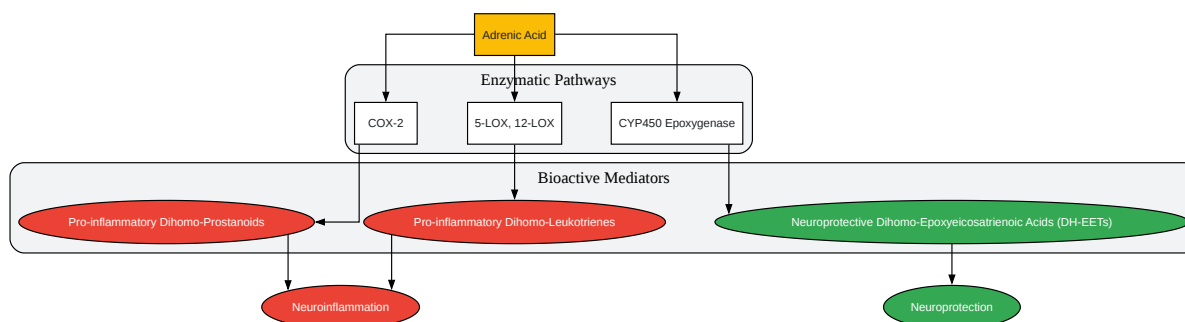 Adrenic Acid
Enzymatic Pathways
COX-2
5-LOX, 12-LOX
CYP450 Epoxygenase
Bioactive Mediators
Pro-inflammatory Dihomo-Prostanoids
Pro-inflammatory Dihomo-Leukotrienes
Neuroprotective Dihomo-Epoxyeicosatrienoic Acids (DH-EETs)
Neuroinflammation
Neuroprotection